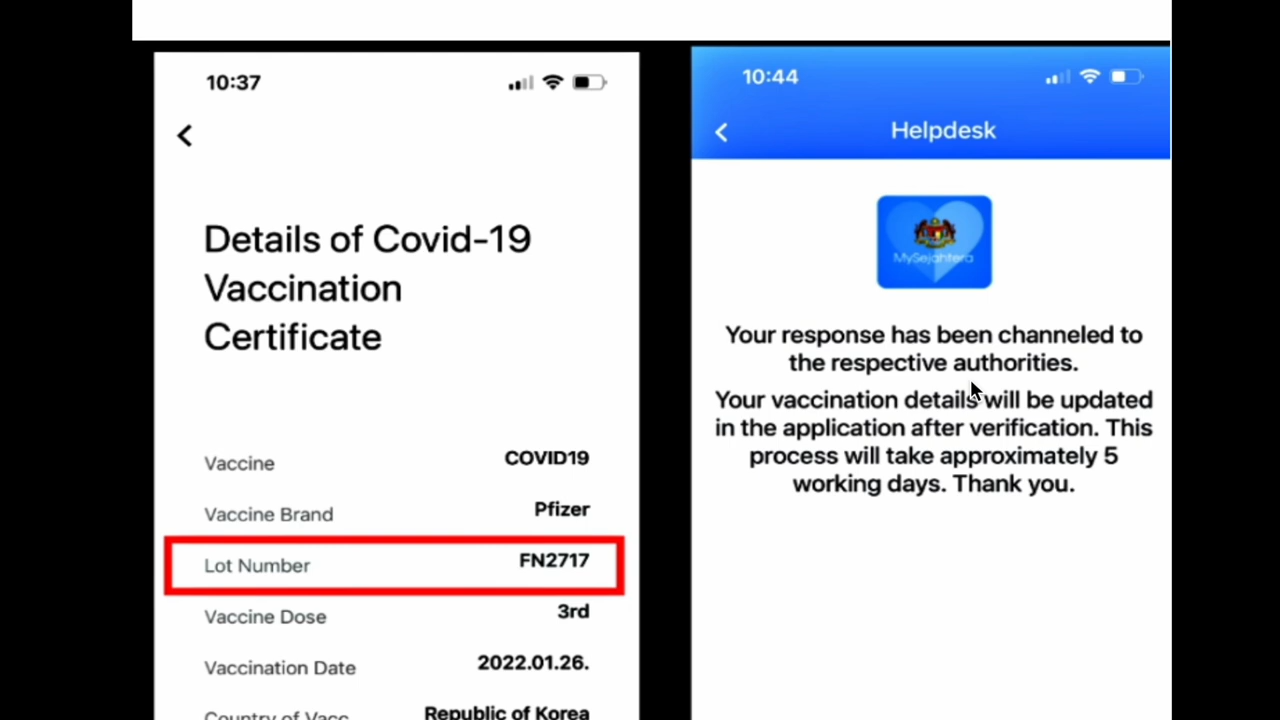 10:37
Details of Covid-19
Vaccination
Certificate
Vaccine COVID19
Vaccine Brand Pfizer
Lot Number FN2717
Vaccine Dose 3rd
Vaccination Date 2022.01.26.
Country of Vacc Republic of Korea
10:44
Helpdesk
MySejahtera
Your response has been channeled to
the respective authorities.
Your vaccination details will be updated
in the application after verification. This
process will take approximately 5
working days. Thank you.